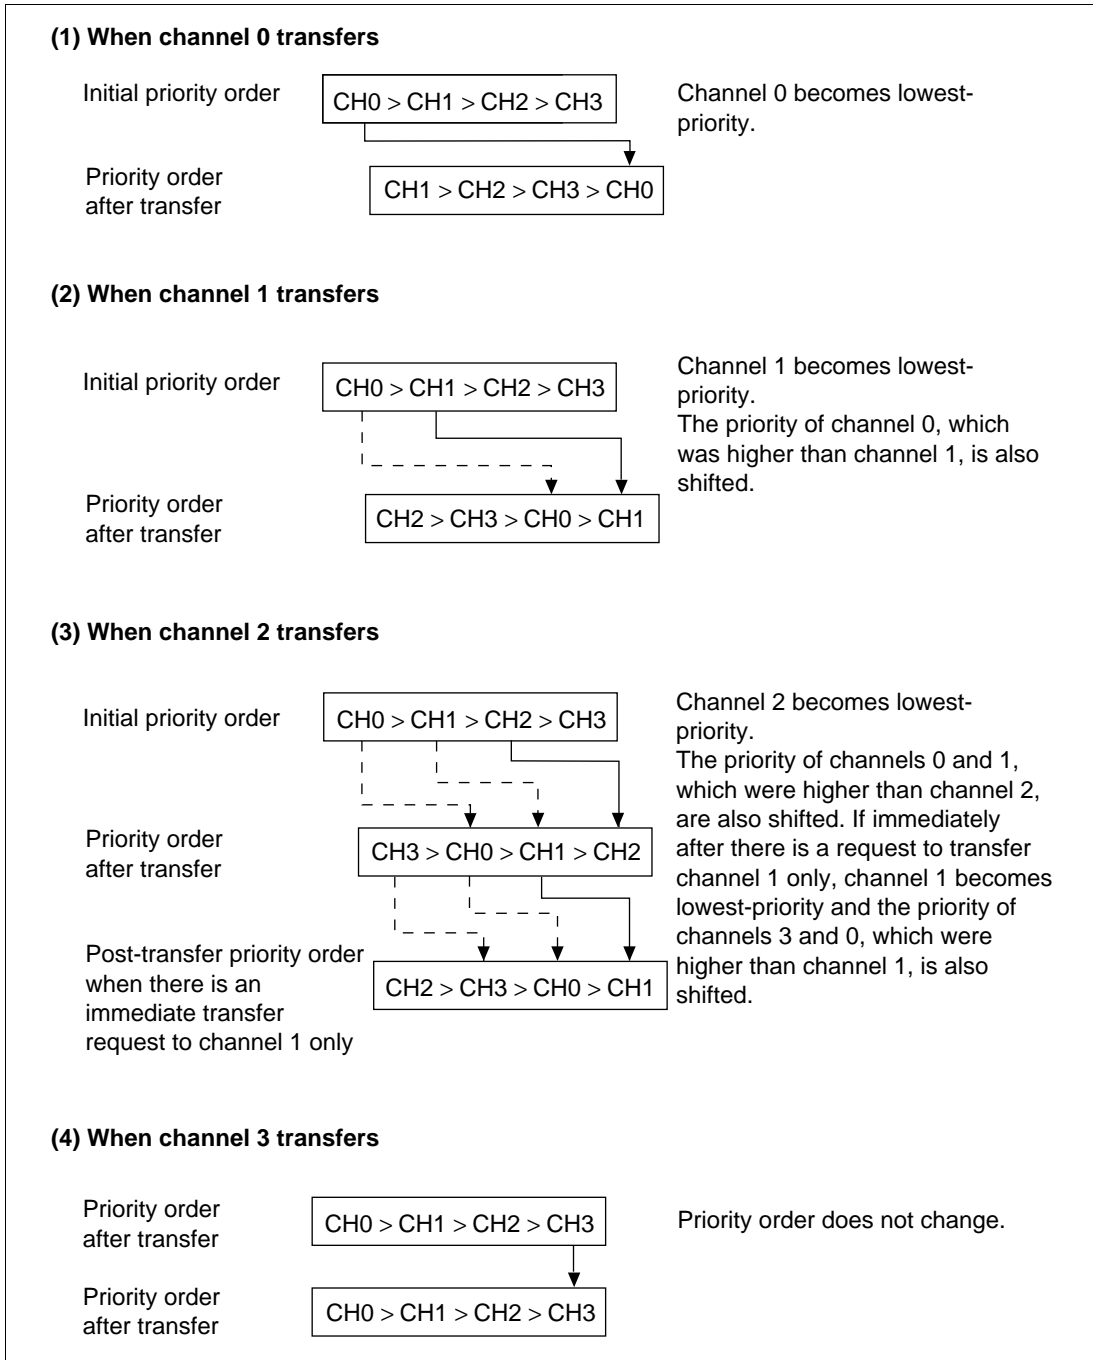 (1) When channel 0 transfers
Initial priority order
CH0 > CH1 > CH2 > CH3
Channel 0 becomes lowest-
priority.
Priority order
after transfer
CH1 > CH2 > CH3 > CH0
(2) When channel 1 transfers
Initial priority order
CH0 > CH1 > CH2 > CH3
Channel 1 becomes lowest-
priority.
The priority of channel 0, which
was higher than channel 1, is also
shifted.
Priority order
after transfer
CH2 > CH3 > CH0 > CH1
(3) When channel 2 transfers
Initial priority order
CH0 > CH1 > CH2 > CH3
Channel 2 becomes lowest-
priority.
The priority of channels 0 and 1,
which were higher than channel 2,
are also shifted. If immediately
after there is a request to transfer
channel 1 only, channel 1 becomes
lowest-priority and the priority of
channels 3 and 0, which were
higher than channel 1, is also
shifted.
Priority order
after transfer
CH3 > CH0 > CH1 > CH2
Post-transfer priority order
when there is an
immediate transfer
request to channel 1 only
CH2 > CH3 > CH0 > CH1
(4) When channel 3 transfers
Priority order
after transfer
CH0 > CH1 > CH2 > CH3
Priority order does not change.
Priority order
after transfer
CH0 > CH1 > CH2 > CH3